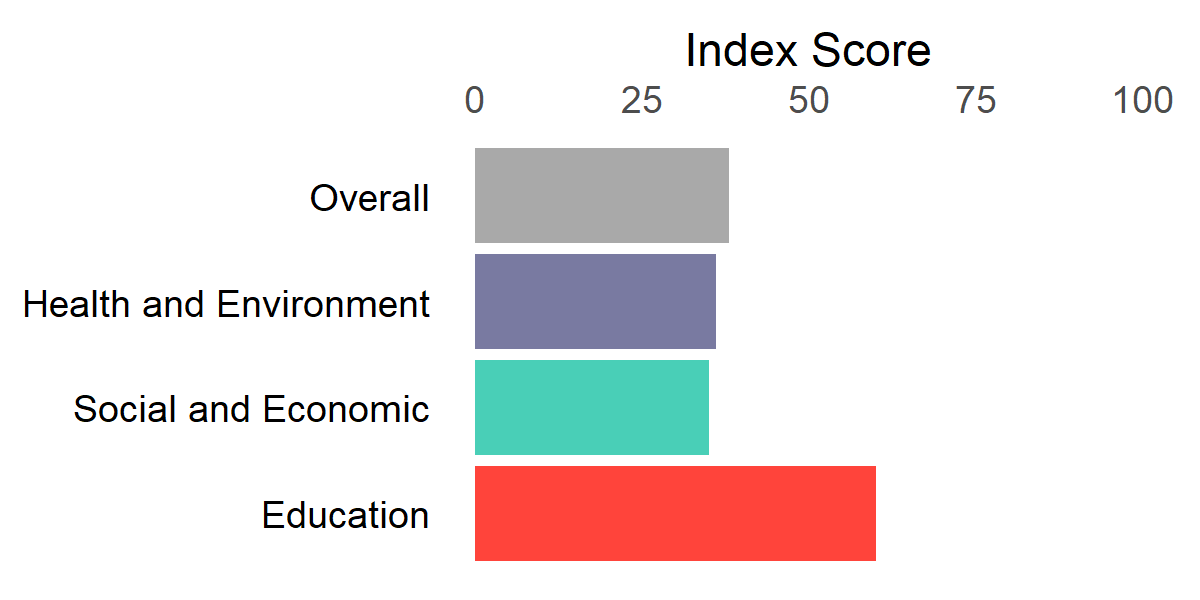 Index Score
0 25 50 75 100
Overall
Health and Environment
Social and Economic
Education